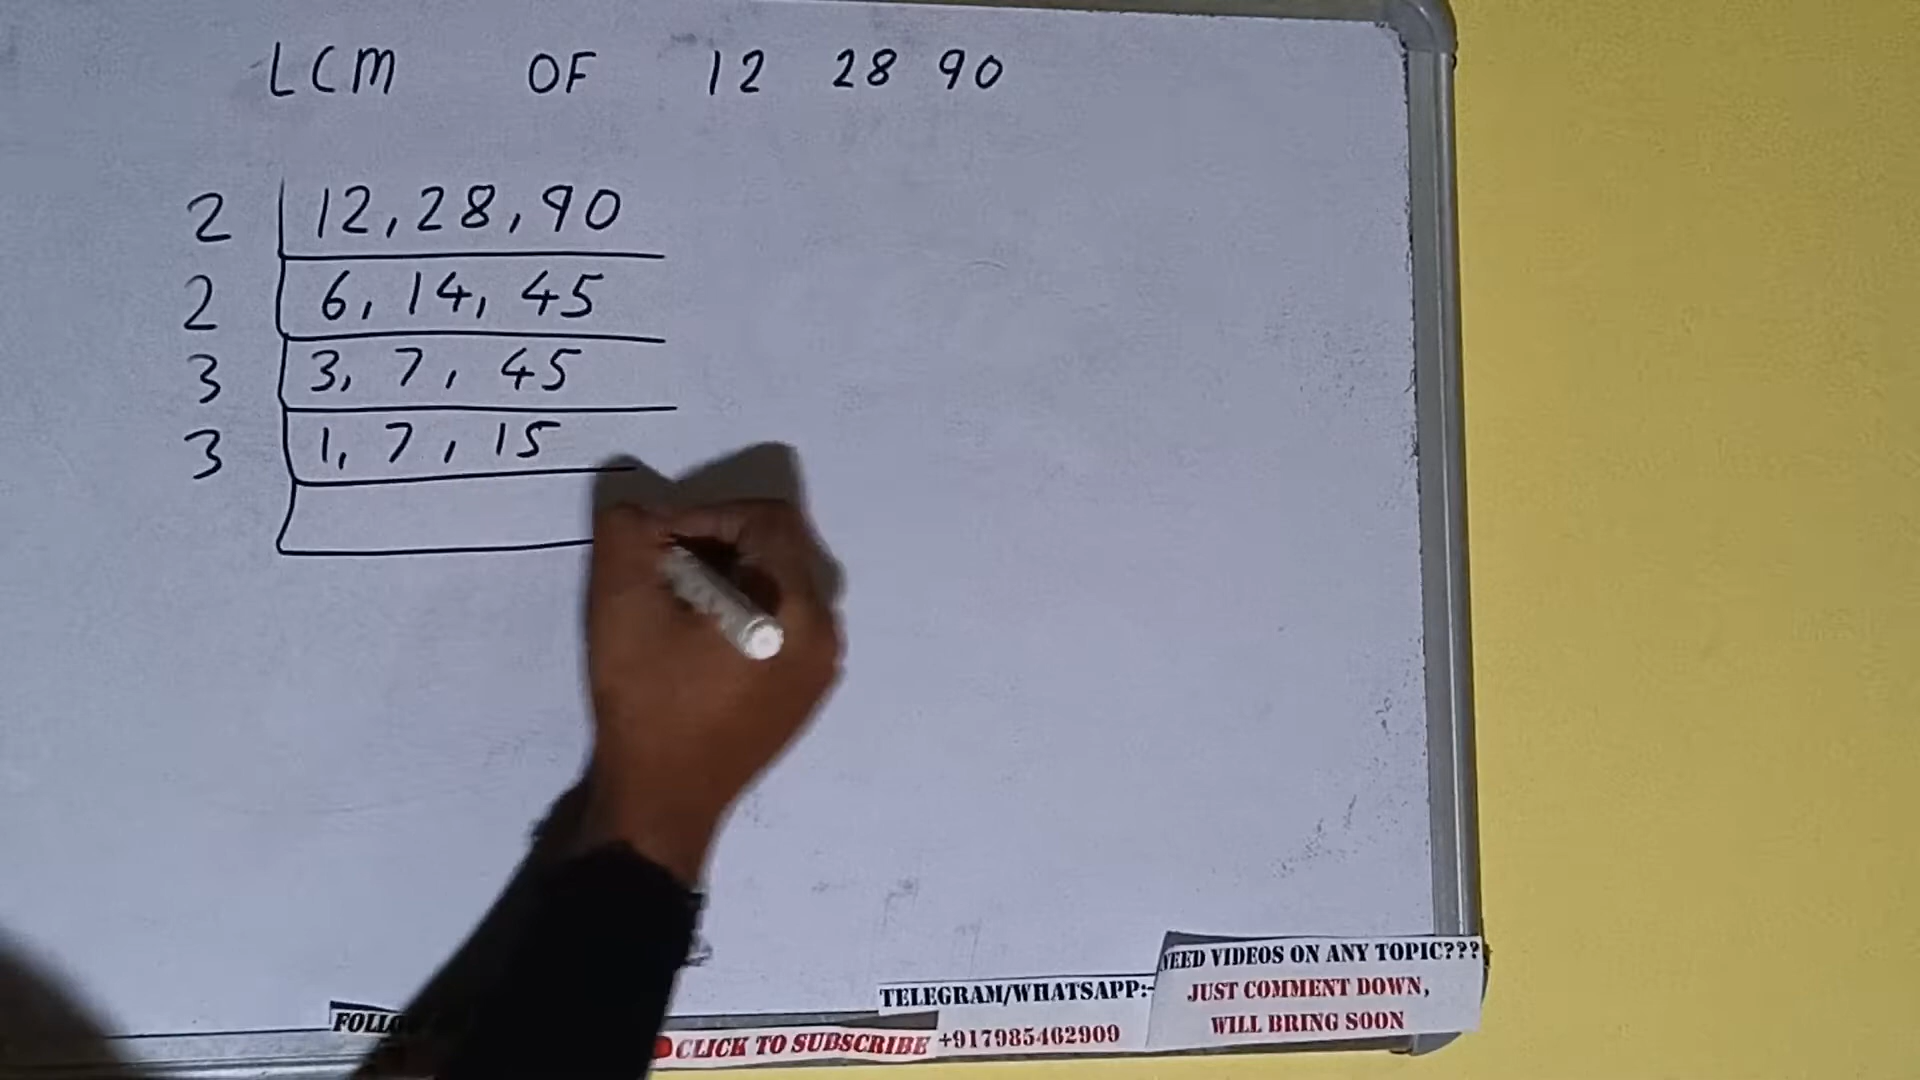 LCM OF 12 28 90
2 12, 28, 90
2 6, 14, 45
3 3, 7, 45
3 1, 7, 15
NEED VIDEOS ON ANY TOPIC???
JUST COMMENT DOWN,
WILL BRING SOON
TELEGRAM/WHATSAPP:-
+917985462909
CLICK TO SUBSCRIBE